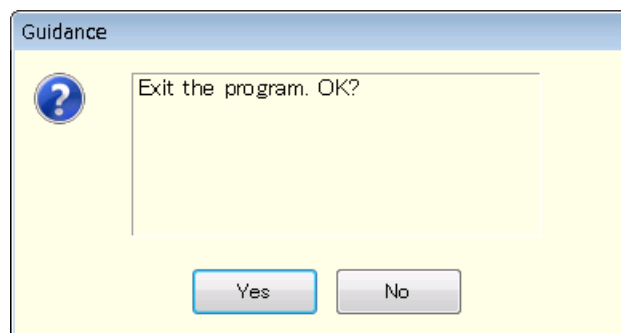 Guidance
Exit the program. OK?
Yes
No